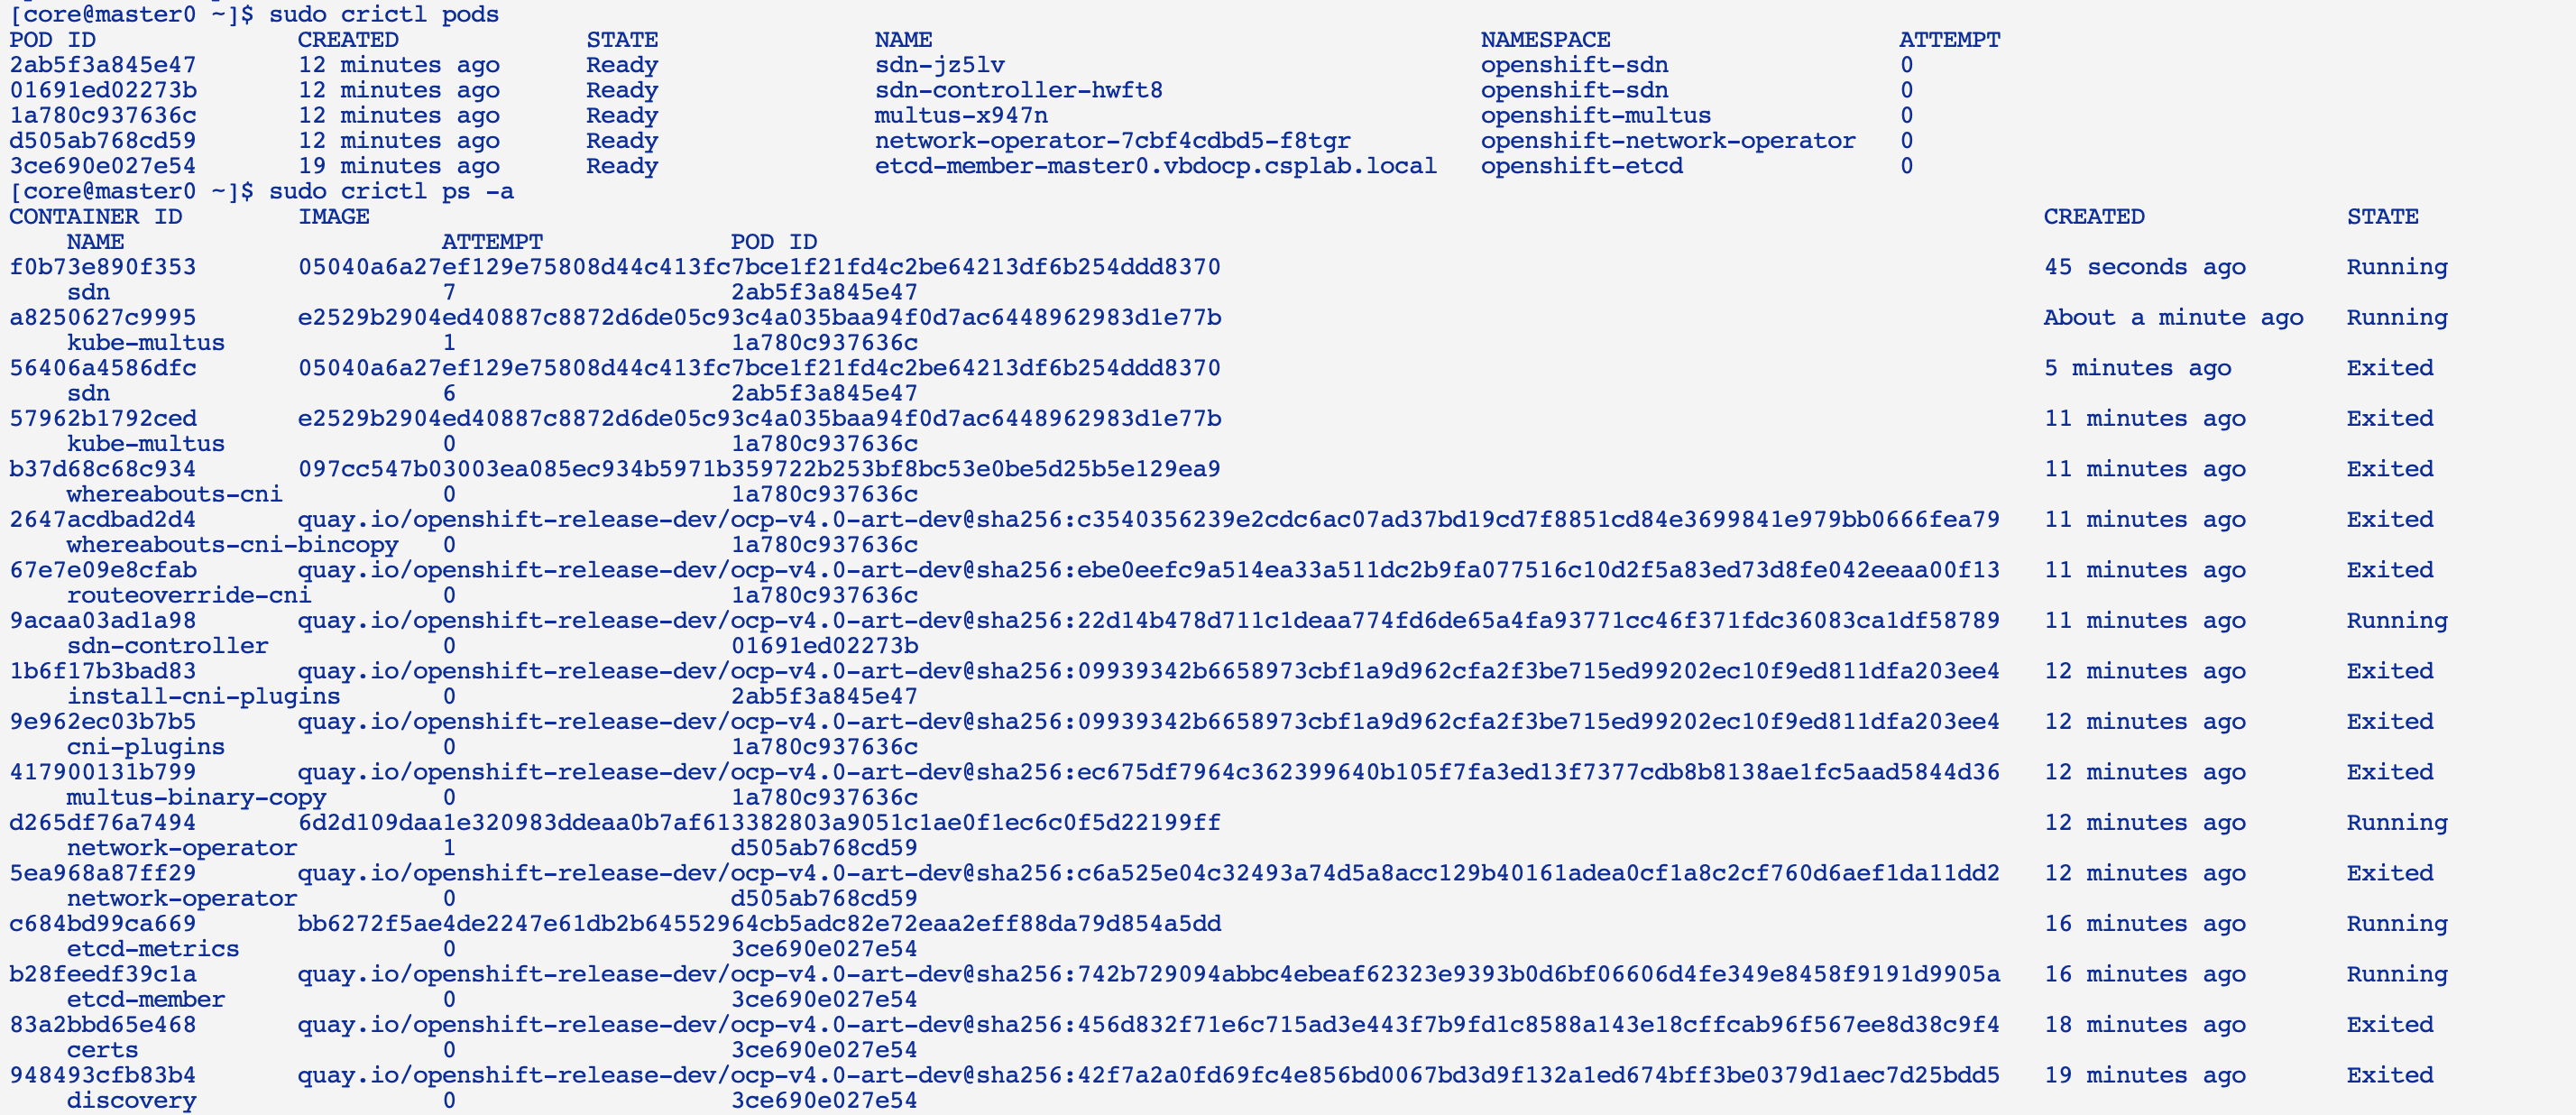 [core@master0 ~]$ sudo crictl pods
POD ID CREATED STATE NAME NAMESPACE ATTEMPT
2ab5f3a845e47 12 minutes ago Ready sdn-jz5lv openshift-sdn 0
01691ed02273b 12 minutes ago Ready sdn-controller-hwft8 openshift-sdn 0
1a780c937636c 12 minutes ago Ready multus-x947n openshift-multus 0
d505ab768cd59 12 minutes ago Ready network-operator-7cbf4cdbd5-f8tgr openshift-network-operator 0
3ce690e027e54 19 minutes ago Ready etcd-member-master0.vbdocp.csplab.local openshift-etcd 0
[core@master0 ~]$ sudo crictl ps -a
CONTAINER ID IMAGE CREATED STATE
NAME ATTEMPT POD ID
f0b73e890f353 05040a6a27ef129e75808d44c413fc7bce1f21fd4c2be64213df6b254ddd8370 45 seconds ago Running
sdn 7 2ab5f3a845e47
a8250627c9995 e2529b2904ed40887c8872d6de05c93c4a035baa94f0d7ac6448962983d1e77b About a minute ago Running
kube-multus 1 1a780c937636c
56406a4586dfc 05040a6a27ef129e75808d44c413fc7bce1f21fd4c2be64213df6b254ddd8370 5 minutes ago Exited
sdn 6 2ab5f3a845e47
57962b1792ced e2529b2904ed40887c8872d6de05c93c4a035baa94f0d7ac6448962983d1e77b 11 minutes ago Exited
kube-multus 0 1a780c937636c
b37d68c68c934 097cc547b03003ea085ec934b5971b359722b253bf8bc53e0be5d25b5e129ea9 11 minutes ago Exited
whereabouts-cni 0 1a780c937636c
2647acdbad2d4 quay.io/openshift-release-dev/ocp-v4.0-art-dev@sha256:c3540356239e2cdc6ac07ad37bd19cd7f8851cd84e3699841e979bb0666fea79 11 minutes ago Exited
whereabouts-cni-bincopy 0 1a780c937636c
67e7e09e8cfab quay.io/openshift-release-dev/ocp-v4.0-art-dev@sha256:ebe0eefc9a514ea33a511dc2b9fa077516c10d2f5a83ed73d8fe042eeaa00f13 11 minutes ago Exited
routeoverride-cni 0 1a780c937636c
9acaa03ad1a98 quay.io/openshift-release-dev/ocp-v4.0-art-dev@sha256:22d14b478d711c1deaa774fd6de65a4fa93771cc46f371fdc36083ca1df58789 11 minutes ago Running
sdn-controller 0 01691ed02273b
1b6f17b3bad83 quay.io/openshift-release-dev/ocp-v4.0-art-dev@sha256:09939342b6658973cbf1a9d962cfa2f3be715ed99202ec10f9ed811dfa203ee4 12 minutes ago Exited
install-cni-plugins 0 2ab5f3a845e47
9e962ec03b7b5 quay.io/openshift-release-dev/ocp-v4.0-art-dev@sha256:09939342b6658973cbf1a9d962cfa2f3be715ed99202ec10f9ed811dfa203ee4 12 minutes ago Exited
cni-plugins 0 1a780c937636c
417900131b799 quay.io/openshift-release-dev/ocp-v4.0-art-dev@sha256:ec675df7964c362399640b105f7fa3ed13f7377cdb8b8138ae1fc5aad5844d36 12 minutes ago Exited
multus-binary-copy 0 1a780c937636c
d265df76a7494 6d2d109daa1e320983ddeaa0b7af613382803a9051c1ae0f1ec6c0f5d22199ff 12 minutes ago Running
network-operator 1 d505ab768cd59
5ea968a87ff29 quay.io/openshift-release-dev/ocp-v4.0-art-dev@sha256:c6a525e04c32493a74d5a8acc129b40161adea0cf1a8c2cf760d6aef1da11dd2 12 minutes ago Exited
network-operator 0 d505ab768cd59
c684bd99ca669 bb6272f5ae4de2247e61db2b64552964cb5adc82e72eaa2eff88da79d854a5dd 16 minutes ago Running
etcd-metrics 0 3ce690e027e54
b28feedf39c1a quay.io/openshift-release-dev/ocp-v4.0-art-dev@sha256:742b729094abbc4ebeaf62323e9393b0d6bf06606d4fe349e8458f9191d9905a 16 minutes ago Running
etcd-member 0 3ce690e027e54
83a2bbd65e468 quay.io/openshift-release-dev/ocp-v4.0-art-dev@sha256:456d832f71e6c715ad3e443f7b9fd1c8588a143e18cffcab96f567ee8d38c9f4 18 minutes ago Exited
certs 0 3ce690e027e54
948493cfb83b4 quay.io/openshift-release-dev/ocp-v4.0-art-dev@sha256:42f7a2a0fd69fc4e856bd0067bd3d9f132a1ed674bff3be0379d1aec7d25bdd5 19 minutes ago Exited
discovery 0 3ce690e027e54